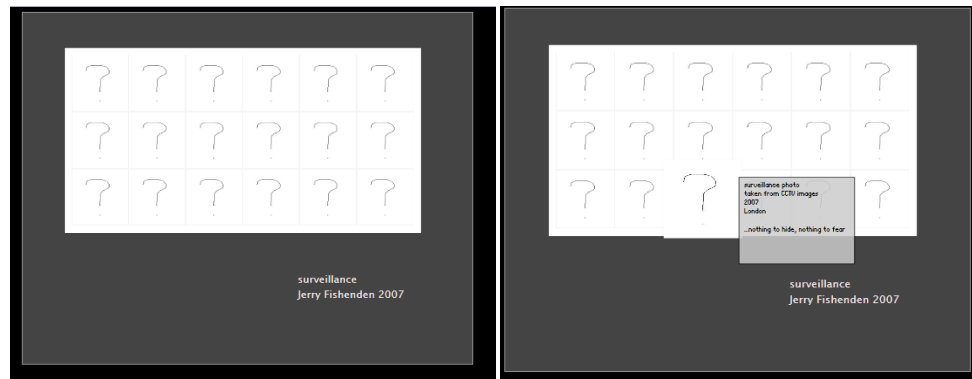 ? ? ? ? ? ?
? ? ? ? ? ?
? ? ? ? ? ?
surveillance
Jerry Fishenden 2007
? ? ? ? ? ?
? ? ? ? ? ?
? ? ? ? ?
surveillance photo
taken from CCTV images
2007
London
...nothing to hide, nothing to fear
surveillance
Jerry Fishenden 2007